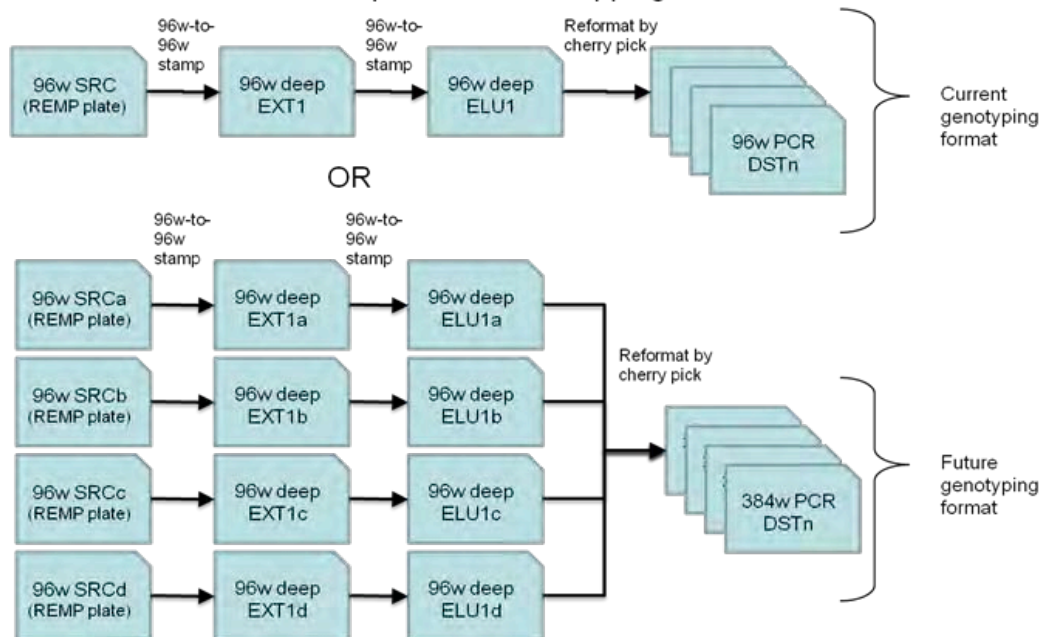 96w-to-
96w
stamp
96w-to-
96w
stamp
Reformat by
cherry pick
96w SRC
(REMP plate)
96w deep
EXT1
96w deep
ELU1
96w PCR
DSTn
Current
genotyping
format
OR
96w-to-
96w
stamp
96w-to-
96w
stamp
96w SRCa
(REMP plate)
96w deep
EXT1a
96w deep
ELU1a
Reformat by
cherry pick
96w SRCb
(REMP plate)
96w deep
EXT1b
96w deep
ELU1b
96w SRCc
(REMP plate)
96w deep
EXT1c
96w deep
ELU1c
384w PCR
DSTn
Future
genotyping
format
96w SRCd
(REMP plate)
96w deep
EXT1d
96w deep
ELU1d